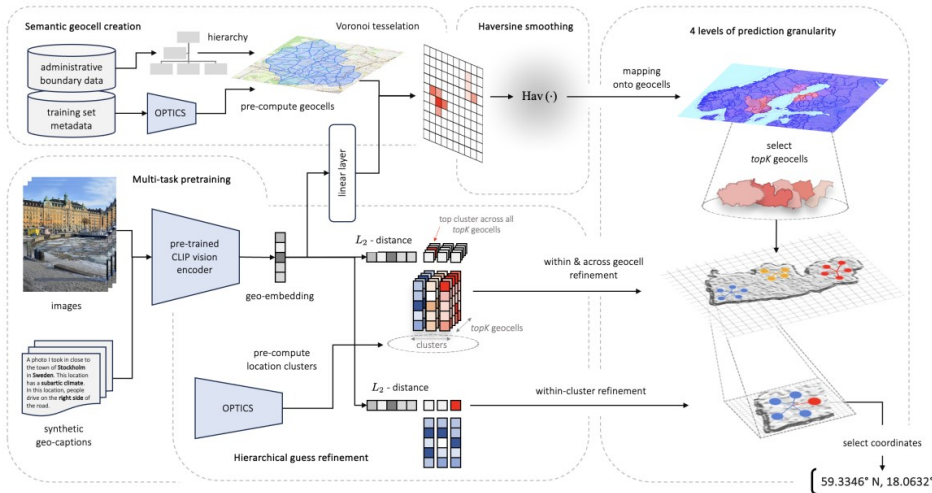 Semantic geocell creation
administrative
boundary data
hierarchy
training set
metadata
OPTICS
pre-compute geocells
Voronoi tesselation
Haversine smoothing
Hav (·)
mapping
onto geocells
4 levels of prediction granularity
select
topK geocells
linear layer
Multi-task pretraining
images
pre-trained
CLIP vision
encoder
geo-embedding
A photo I took in close to
the town of Stockholm
in Sweden. This location
has a subartic climate.
In this location, people
drive on the right side of
the road.
synthetic
geo-captions
L2 - distance
top cluster across all
topK geocells
topK geocells
clusters
within & across geocell
refinement
pre-compute
location clusters
OPTICS
L2 - distance
within-cluster refinement
Hierarchical guess refinement
select coordinates
59.3346° N, 18.0632°